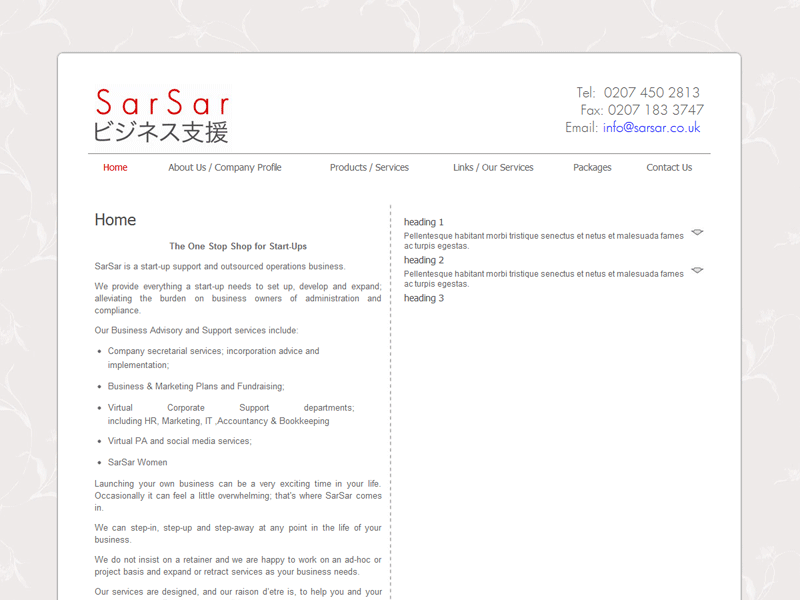 SarSar
ビジネス支援
Tel: 0207 450 2813
Fax: 0207 183 3747
Email: info@sarsar.co.uk
Home About Us / Company Profile Products / Services Links / Our Services Packages Contact Us
Home
The One Stop Shop for Start-Ups
SarSar is a start-up support and outsourced operations business.
We provide everything a start-up needs to set up, develop and expand;
alleviating the burden on business owners of administration and
compliance.
Our Business Advisory and Support services include:
• Company secretarial services; incorporation advice and
implementation;
• Business & Marketing Plans and Fundraising;
• Virtual Corporate Support departments;
including HR, Marketing, IT ,Accountancy & Bookkeeping
• Virtual PA and social media services;
• SarSar Women
Launching your own business can be a very exciting time in your life.
Occasionally it can feel a little overwhelming; that's where SarSar comes
in.
We can step-in, step-up and step-away at any point in the life of your
business.
We do not insist on a retainer and we are happy to work on an ad-hoc or
project basis and expand or retract services as your business needs.
Our services are designed, and our raison d'etre is, to help you and your
heading 1
Pellentesque habitant morbi tristique senectus et netus et malesuada fames
ac turpis egestas.
heading 2
Pellentesque habitant morbi tristique senectus et netus et malesuada fames
ac turpis egestas.
heading 3